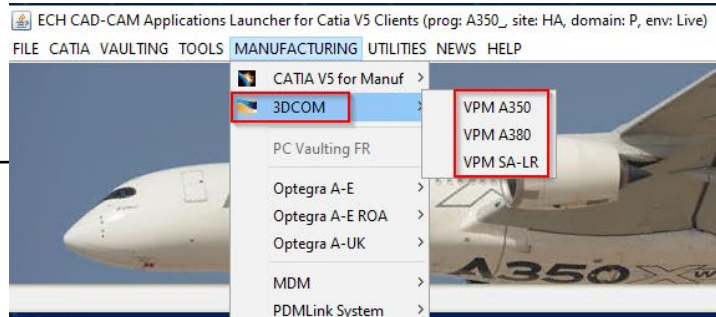 ECH CAD-CAM Applications Launcher for Catia V5 Clients (prog: A350_, site: HA, domain: P, env: Live)
FILE CATIA VAULTING TOOLS MANUFACTURING UTILITIES NEWS HELP
CATIA V5 for Manuf >
3DCOM
VPM A350
VPM A380
VPM SA-LR
PC Vaulting FR
Optegra A-E >
Optegra A-E ROA >
Optegra A-UK >
MDM >
PDMLink System >
A350 XW